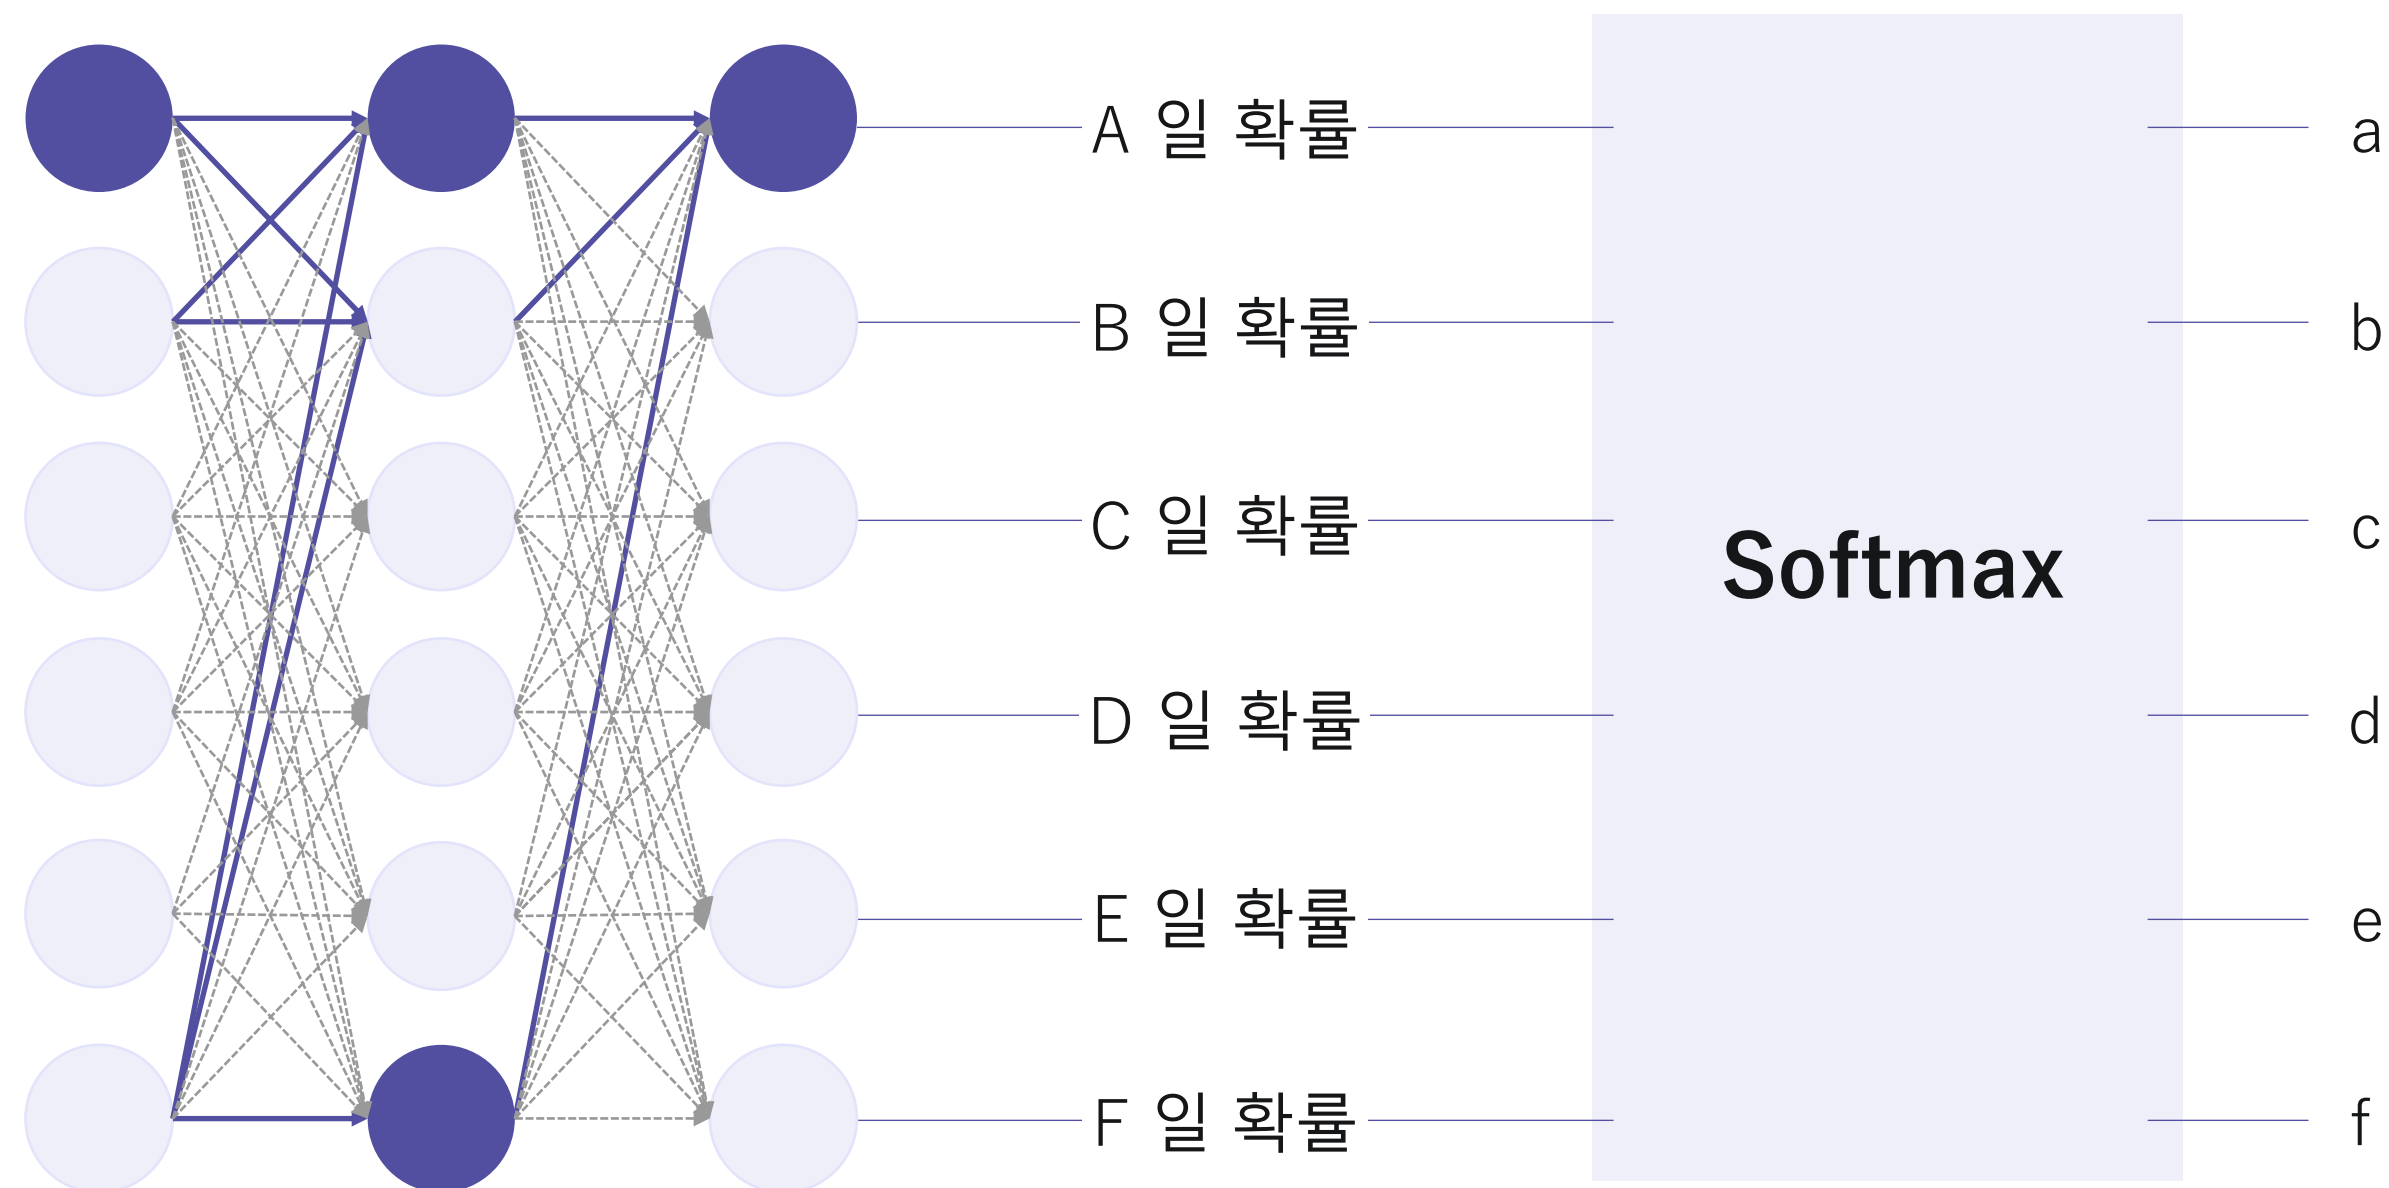 A 일 확률
a
B 일 확률
b
C 일 확률
c
Softmax
D 일 확률
d
E 일 확률
e
F 일 확률
f